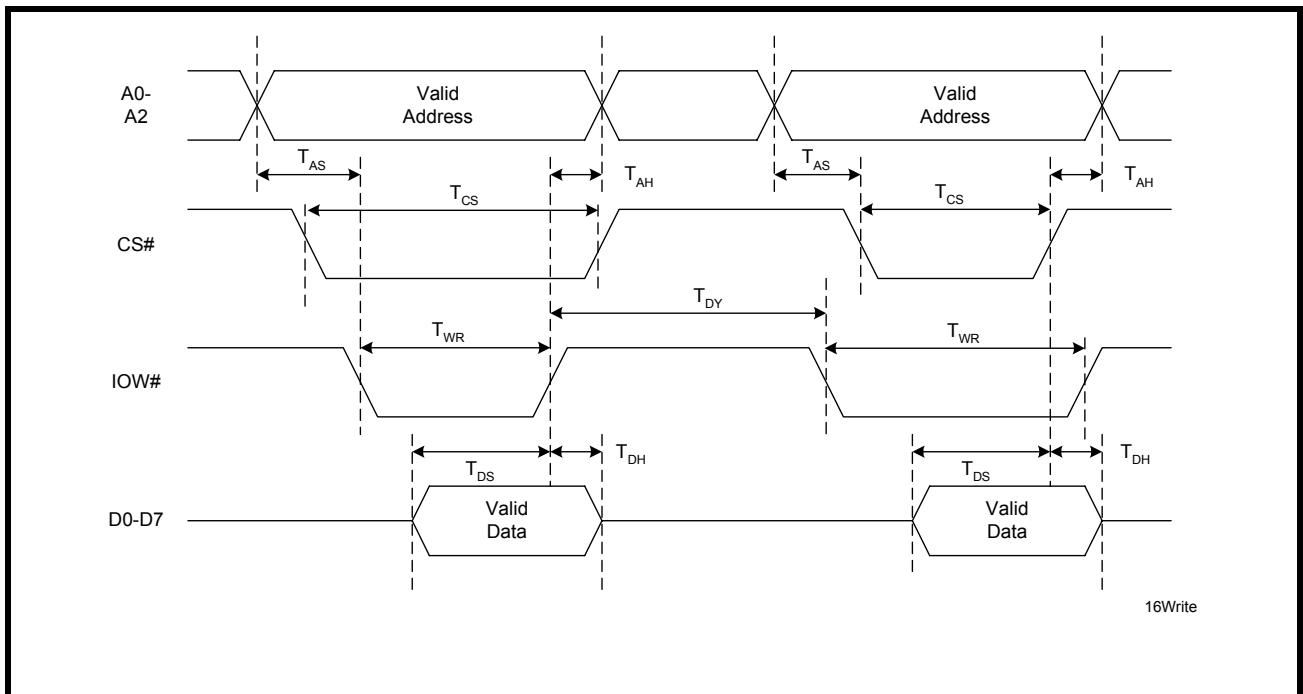 A0-
A2
Valid
Address
Valid
Address
TAS
TAH
TAS
TAH
TCS
TCS
CS#
TDY
TWR
TWR
IOW#
TDS
TDH
TDS
TDH
D0-D7
Valid
Data
Valid
Data
16Write